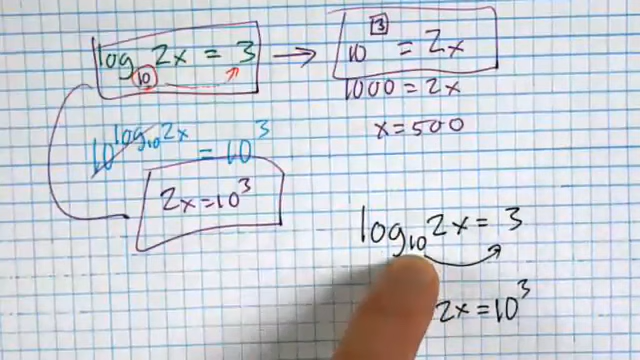 log₁₀ 2x = 3 → 10³ = 2x
1000 = 2x
x = 500
10^(log₁₀ 2x) = 10³
2x = 10³
log₁₀ 2x = 3
2x = 10³